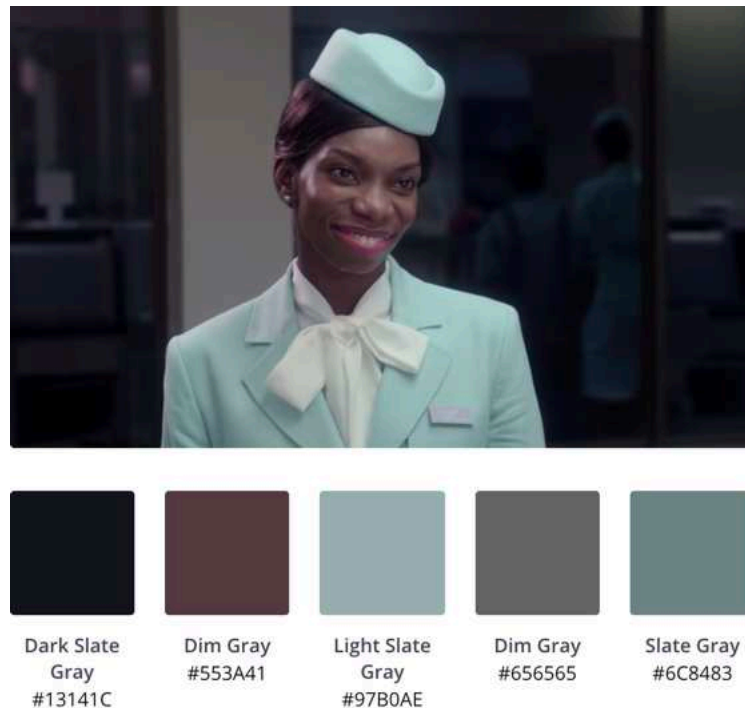 Dark Slate
Gray
#13141C
Dim Gray
#553A41
Light Slate
Gray
#97B0AE
Dim Gray
#656565
Slate Gray
#6C8483